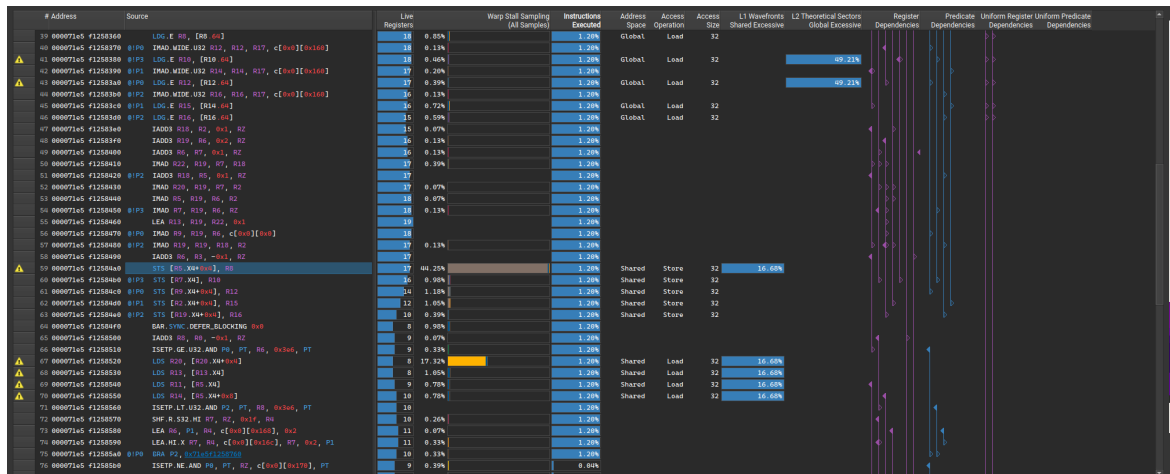 # Address Source Live Registers Warp Stall Sampling (All Samples) Instructions Executed Address Space Access Operation Access Size L1 Wavefronts Shared Excessive L2 Theoretical Sectors Global Excessive Register Dependencies Predicate Dependencies Uniform Register Dependencies Uniform Predicate Dependencies
39 000071e5 f1258360 LDG.E R8, [R8.64] 18 0.85% 1.20% Global Load 32
40 000071e5 f1258370 @!P0 IMAD.WIDE.U32 R12, R12, R17, c[0x0][0x160] 18 0.13% 1.20%
41 000071e5 f1258380 @!P3 LDG.E R10, [R10.64] 18 0.46% 1.20% Global Load 32 49.21%
42 000071e5 f1258390 @!P1 IMAD.WIDE.U32 R14, R14, R17, c[0x0][0x160] 17 0.20% 1.20%
43 000071e5 f12583a0 @!P0 LDG.E R12, [R12.64] 17 0.39% 1.20% Global Load 32 49.21%
44 000071e5 f12583b0 @!P2 IMAD.WIDE.U32 R16, R16, R17, c[0x0][0x160] 16 0.13% 1.20%
45 000071e5 f12583c0 @!P1 LDG.E R15, [R14.64] 16 0.72% 1.20% Global Load 32
46 000071e5 f12583d0 @!P2 LDG.E R16, [R16.64] 15 0.59% 1.20% Global Load 32
47 000071e5 f12583e0 IADD3 R18, R2, 0x1, RZ 15 0.07% 1.20%
48 000071e5 f12583f0 IADD3 R19, R6, 0x2, RZ 16 0.13% 1.20%
49 000071e5 f1258400 IADD3 R6, R7, 0x1, RZ 16 0.13% 1.20%
50 000071e5 f1258410 IMAD R22, R19, R7, R18 17 0.39% 1.20%
51 000071e5 f1258420 @!P2 IADD3 R18, R5, 0x1, RZ 17 1.20%
52 000071e5 f1258430 IMAD R20, R19, R7, R2 17 0.07% 1.20%
53 000071e5 f1258440 IMAD R5, R19, R6, R2 18 0.07% 1.20%
54 000071e5 f1258450 @!P3 IMAD R7, R19, R6, RZ 18 0.13% 1.20%
55 000071e5 f1258460 LEA R13, R19, R22, 0x1 19 1.20%
56 000071e5 f1258470 @!P0 IMAD R9, R19, R6, c[0x0][0x0] 18 1.20%
57 000071e5 f1258480 @!P2 IMAD R19, R19, R18, R2 17 0.13% 1.20%
58 000071e5 f1258490 IADD3 R6, R3, -0x1, RZ 17 1.20%
59 000071e5 f12584a0 STS [R5.X4+0x4], R8 17 44.25% 1.20% Shared Store 32 16.68%
60 000071e5 f12584b0 @!P3 STS [R7.X4], R10 16 0.98% 1.20% Shared Store 32
61 000071e5 f12584c0 @!P0 STS [R9.X4+0x4], R12 14 1.18% 1.20% Shared Store 32
62 000071e5 f12584d0 @!P1 STS [R2.X4+0x4], R15 12 1.05% 1.20% Shared Store 32
63 000071e5 f12584e0 @!P2 STS [R19.X4+0x4], R16 10 0.39% 1.20% Shared Store 32
64 000071e5 f12584f0 BAR.SYNC.DEFER_BLOCKING 0x0 8 0.98% 1.20%
65 000071e5 f1258500 IADD3 R8, R0, -0x1, RZ 9 0.07% 1.20%
66 000071e5 f1258510 ISETP.GE.U32.AND P0, PT, R6, 0x3e6, PT 9 0.33% 1.20%
67 000071e5 f1258520 LDS R20, [R20.X4+0x4] 8 17.32% 1.20% Shared Load 32 16.68%
68 000071e5 f1258530 LDS R13, [R13.X4] 8 1.05% 1.20% Shared Load 32 16.68%
69 000071e5 f1258540 LDS R11, [R5.X4] 9 0.78% 1.20% Shared Load 32 16.68%
70 000071e5 f1258550 LDS R14, [R5.X4+0x8] 10 0.78% 1.20% Shared Load 32 16.68%
71 000071e5 f1258560 ISETP.LT.U32.AND P2, PT, R8, 0x3e6, PT 10 1.20%
72 000071e5 f1258570 SHF.R.S32.HI R7, RZ, 0x1f, R4 10 0.26% 1.20%
73 000071e5 f1258580 LEA R6, P1, R4, c[0x0][0x168], 0x2 11 0.07% 1.20%
74 000071e5 f1258590 LEA.HI.X R7, R4, c[0x0][0x16c], R7, 0x2, P1 11 0.33% 1.20%
75 000071e5 f12585a0 @!P0 BRA P2, 0x71e5f1258760 10 0.33% 1.20%
76 000071e5 f12585b0 ISETP.NE.AND P0, PT, RZ, c[0x0][0x170], PT 9 0.39% 0.04%